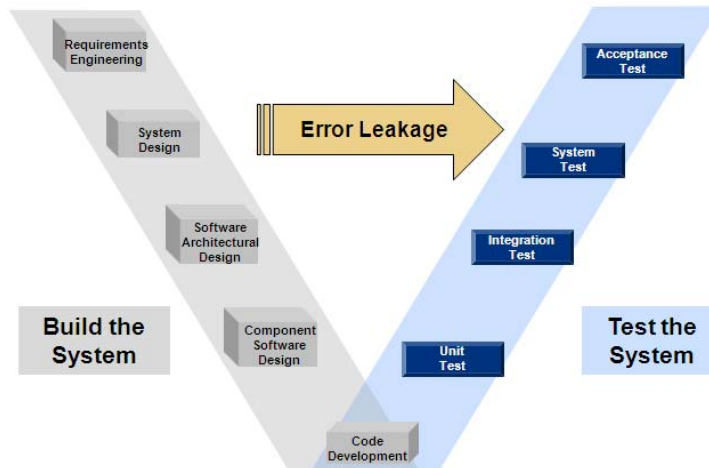 Requirements
Engineering
System
Design
Software
Architectural
Design
Component
Software
Design
Code
Development
Build the
System
Error Leakage
Acceptance
Test
System
Test
Integration
Test
Unit
Test
Test the
System